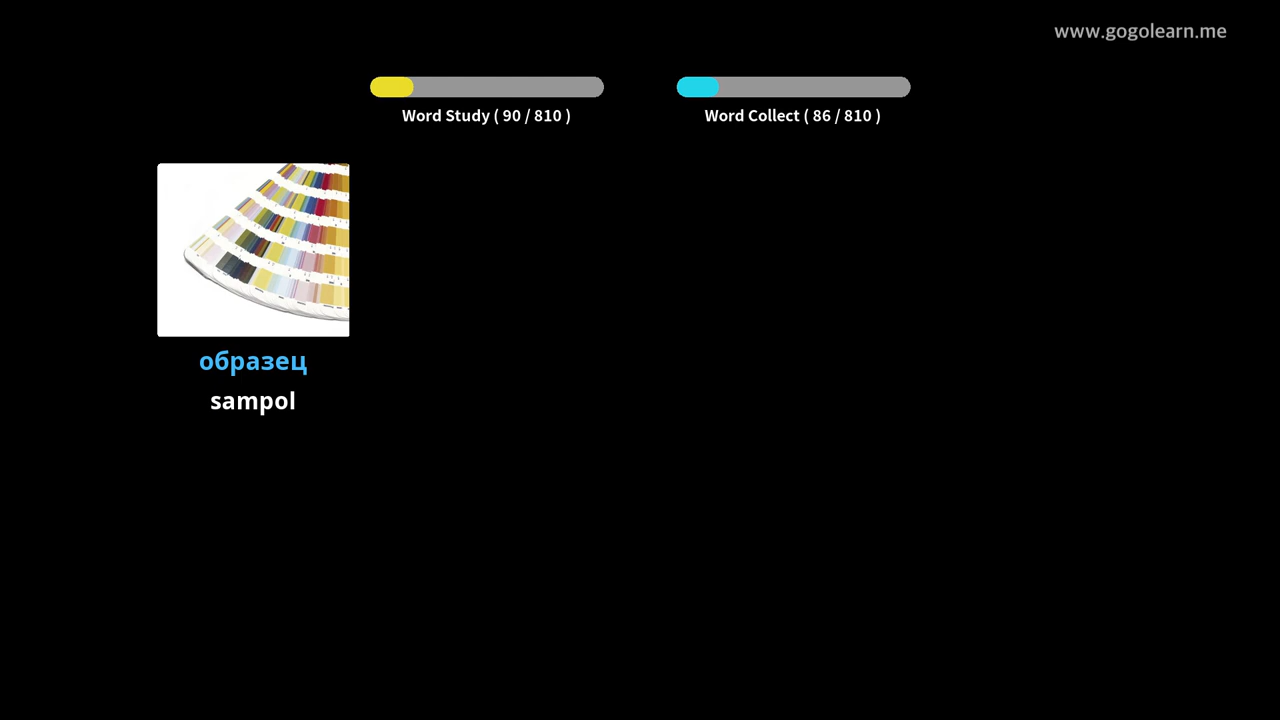 www.gogolearn.me
Word Study ( 90 / 810 )
Word Collect ( 86 / 810 )
образец
sampol